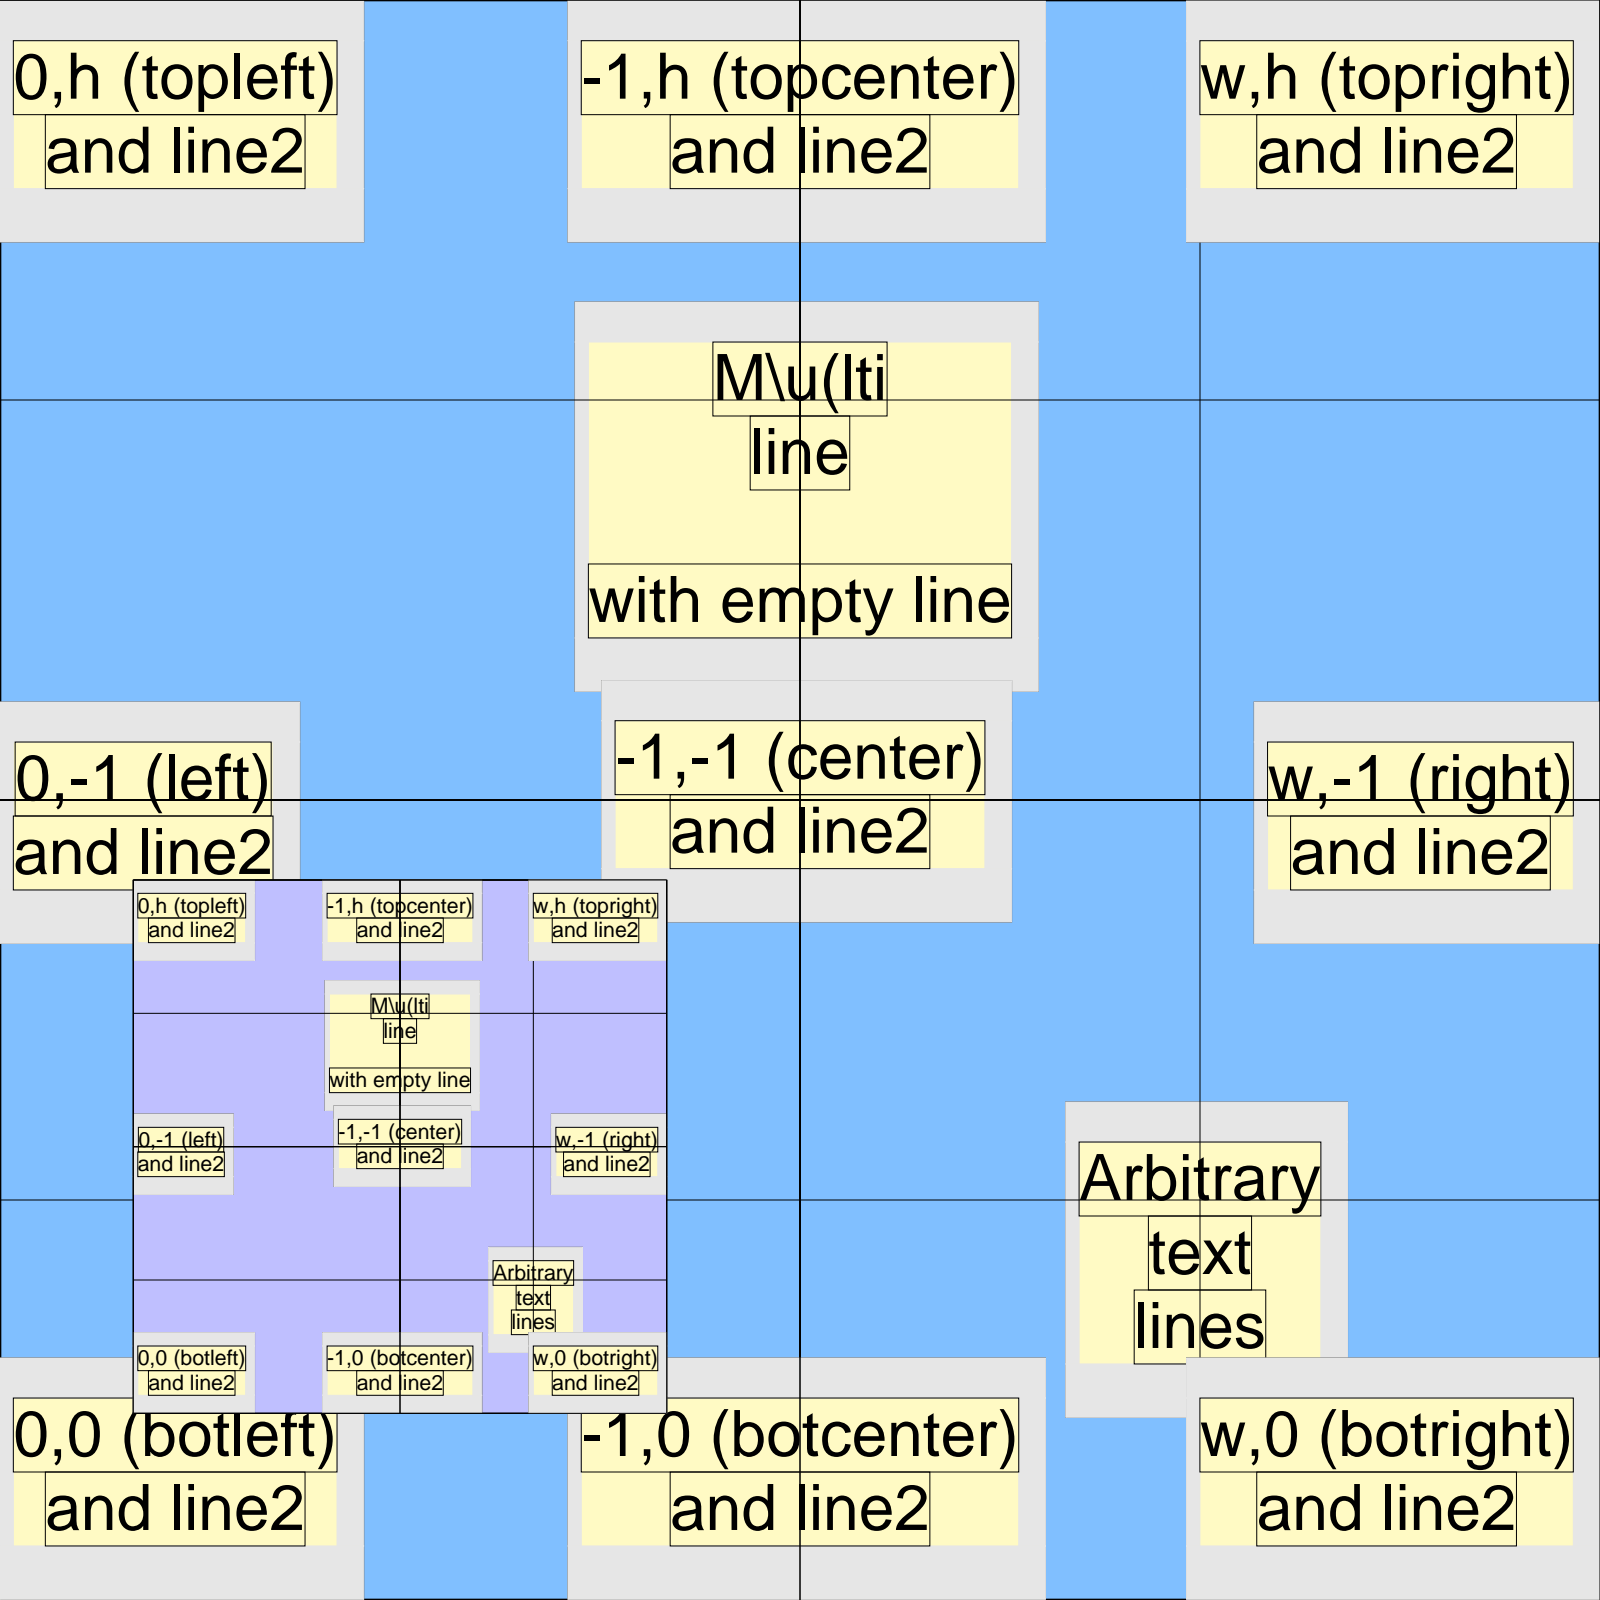 0,h (topleft)
and line2
-1,h (topcenter)
and line2
w,h (topright)
and line2
M\u(lti
line
with empty line
0,-1 (left)
and line2
-1,-1 (center)
and line2
w,-1 (right)
and line2
0,h (topleft)
and line2
-1,h (topcenter)
and line2
w,h (topright)
and line2
M\u(lti
line
with empty line
0,-1 (left)
and line2
-1,-1 (center)
and line2
w,-1 (right)
and line2
Arbitrary
text
lines
0,0 (botleft)
and line2
-1,0 (botcenter)
and line2
w,0 (botright)
and line2
Arbitrary
text
lines
0,0 (botleft)
and line2
-1,0 (botcenter)
and line2
w,0 (botright)
and line2